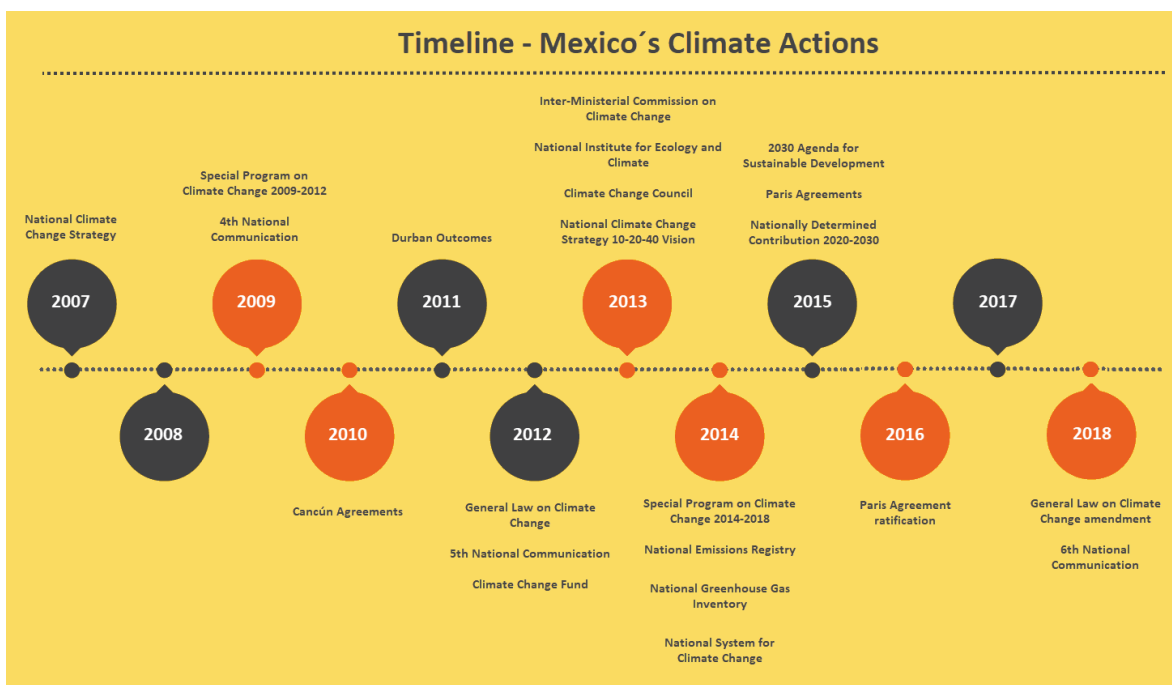 Timeline - Mexico´s Climate Actions
National Climate
Change Strategy
2007
2008
Special Program on
Climate Change 2009-2012
4th National
Communication
2009
2010
Cancún Agreements
Durban Outcomes
2011
2012
General Law on Climate
Change
5th National Communication
Climate Change Fund
Inter-Ministerial Commission on
Climate Change
National Institute for Ecology and
Climate
Climate Change Council
National Climate Change
Strategy 10-20-40 Vision
2013
2014
Special Program on Climate
Change 2014-2018
National Emissions Registry
National Greenhouse Gas
Inventory
National System for
Climate Change
2030 Agenda for
Sustainable Development
Paris Agreements
Nationally Determined
Contribution 2020-2030
2015
2016
Paris Agreement
ratification
2017
2018
General Law on Climate
Change amendment
6th National
Communication